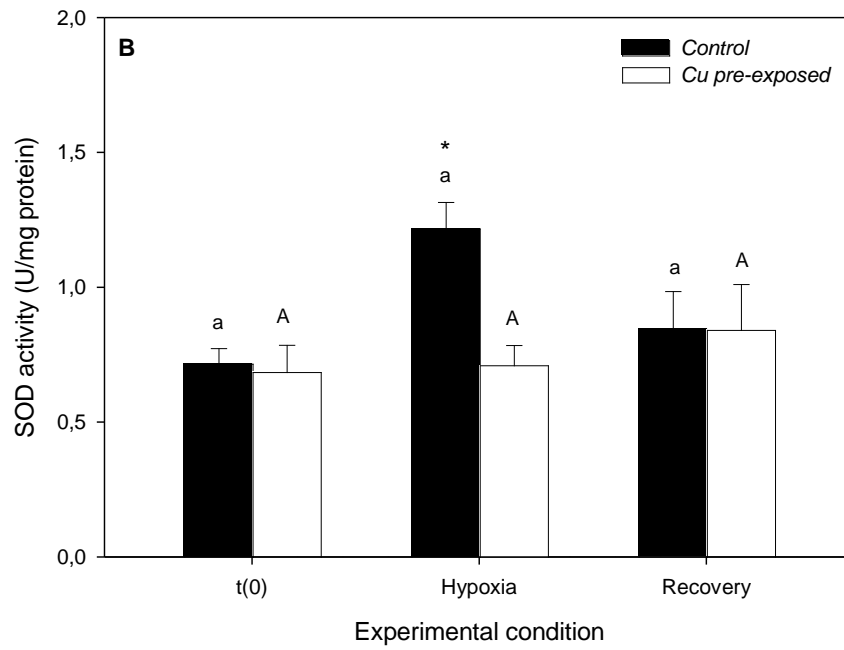 2,0
B
Control
Cu pre-exposed
1,5
*
a
1,0
a
A
A
a
A
0,5
0,0
t(0)
Hypoxia
Recovery
SOD activity (U/mg protein)
Experimental condition